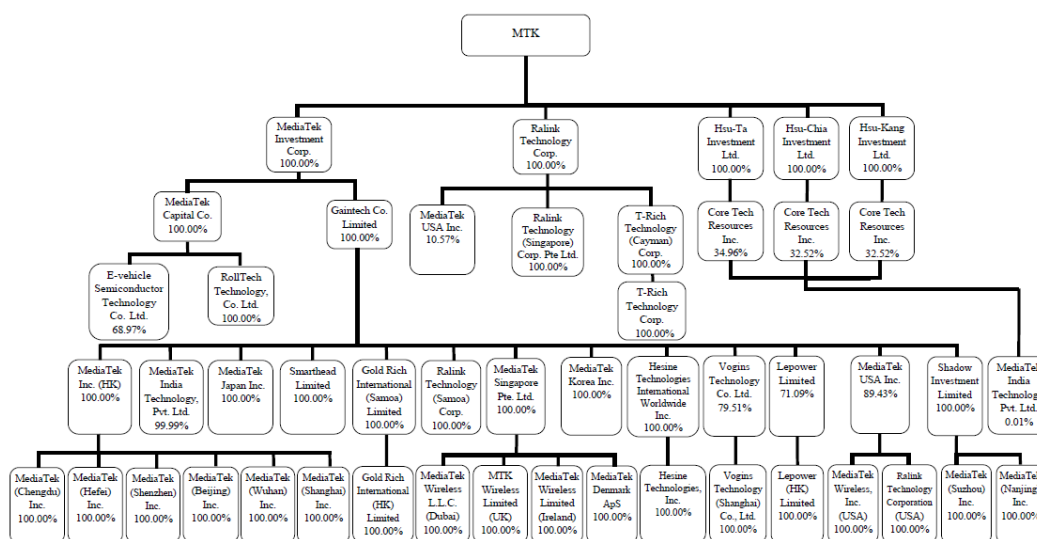 MTK
MediaTek
Investment
Corp.
100.00%
Ralink
Technology
Corp.
100.00%
Hsu-Ta
Investment
Ltd.
100.00%
Hsu-Chia
Investment
Ltd.
100.00%
Hsu-Kang
Investment
Ltd.
100.00%
MediaTek
Capital Co.
100.00%
Gaintech Co.
Limited
100.00%
MediaTek
USA Inc.
10.57%
Ralink
Technology
(Singapore)
Corp. Pte Ltd.
100.00%
T-Rich
Technology
(Cayman) Corp.
100.00%
Core Tech
Resources
Inc.
34.96%
Core Tech
Resources
Inc.
32.52%
Core Tech
Resources
Inc.
32.52%
E-vehicle
Semiconductor
Technology
Co. Ltd.
68.97%
RollTech
Technology,
Co. Ltd.
100.00%
T-Rich
Technology
Corp.
100.00%
MediaTek
Inc. (HK)
100.00%
MediaTek
India
Technology,
Pvt. Ltd.
99.99%
MediaTek
Japan Inc.
100.00%
Smarthead
Limited
100.00%
Gold Rich
International
(Samoa)
Limited
100.00%
Ralink
Technology
(Samoa)
Corp.
100.00%
MediaTek
Singapore
Pte. Ltd.
100.00%
MediaTek
Korea Inc.
100.00%
Hesine
Technologies
International
Worldwide
Inc.
100.00%
Vogins
Technology
Co. Ltd.
79.51%
Lepower
Limited
71.09%
MediaTek
USA Inc.
89.43%
Shadow
Investment
Limited
100.00%
MediaTek
India
Technology
Pvt. Ltd.
0.01%
MediaTek
(Chengdu)
Inc.
100.00%
MediaTek
(Hefei) Inc.
100.00%
MediaTek
(Shenzhen)
Inc.
100.00%
MediaTek
(Beijing)
Inc.
100.00%
MediaTek
(Wuhan)
Inc.
100.00%
MediaTek
(Shanghai)
Inc.
100.00%
Gold Rich
International
(HK)
Limited
100.00%
MediaTek
Wireless
L.L.C.
(Dubai)
100.00%
MTK
Wireless
Limited
(UK)
100.00%
MediaTek
Wireless
Limited
(Ireland)
100.00%
MediaTek
Denmark
ApS
100.00%
Hesine
Technologies,
Inc.
100.00%
Vogins
Technology
(Shanghai)
Co., Ltd.
100.00%
Lepower
(HK)
Limited
100.00%
MediaTek
Wireless,
Inc.(USA)
100.00%
Ralink
Technology
Corporation
(USA)
100.00%
MediaTek
(Suzhou)
Inc.
100.00%
MediaTek
(Nanjing)
Inc.
100.00%